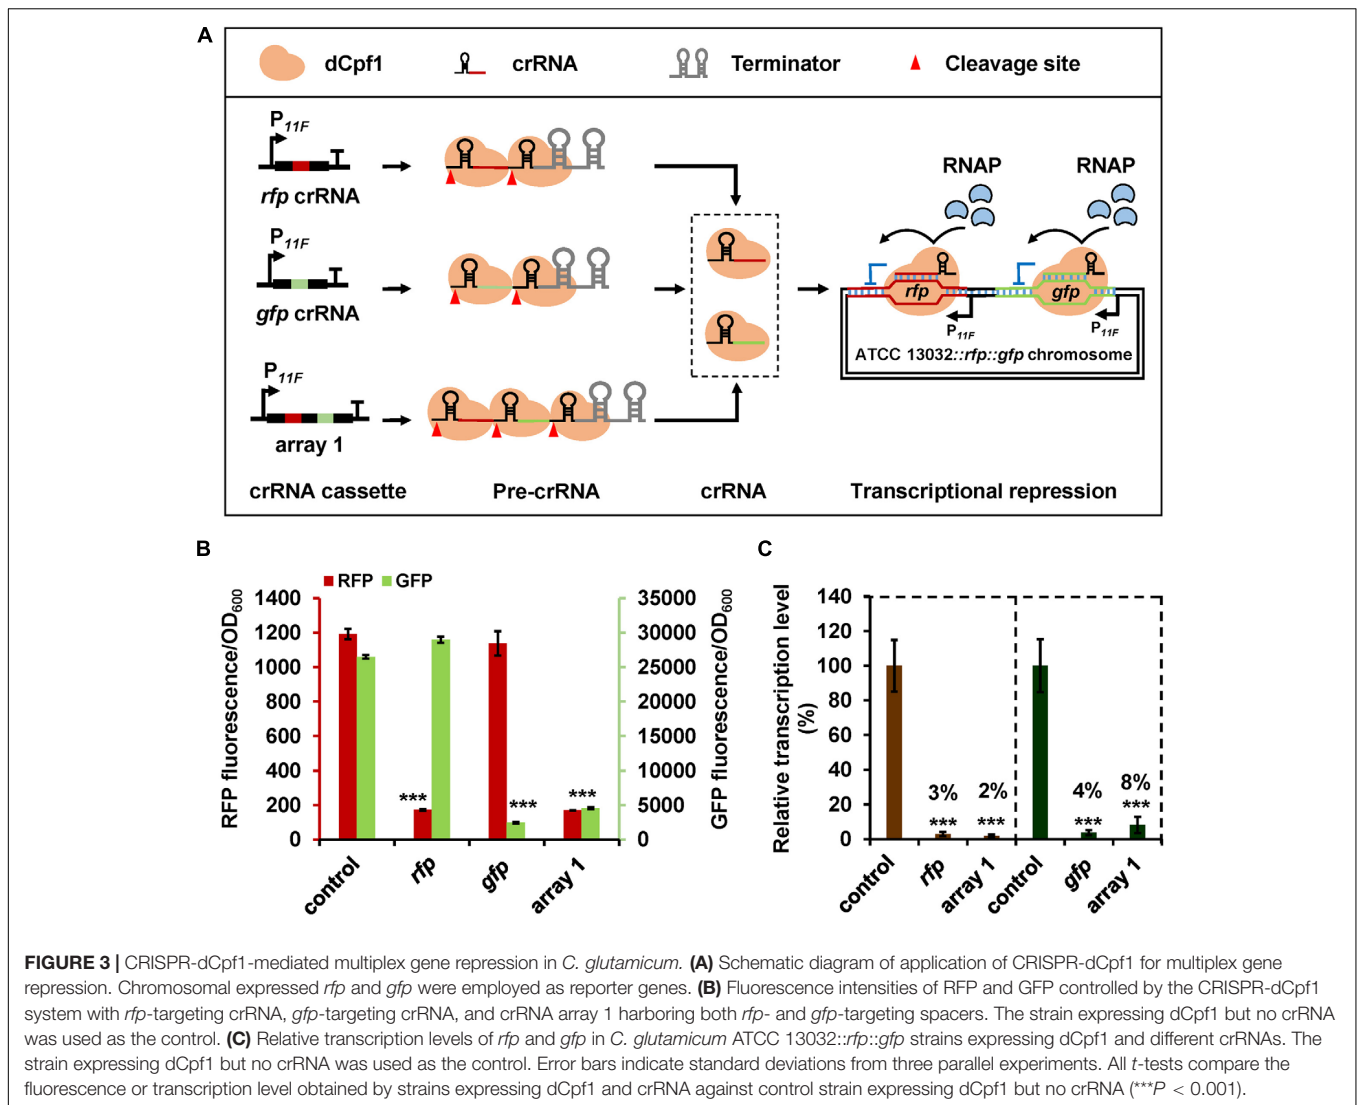 A
dCpf1
crRNA
Terminator
Cleavage site
P11F
rfp crRNA
P11F
gfp crRNA
P11F
array 1
RNAP
RNAP
rfp
gfp
P11F
P11F
ATCC 13032::rfp::gfp chromosome
crRNA cassette
Pre-crRNA
crRNA
Transcriptional repression
B
RFP
GFP
RFP fluorescence/OD600
1400
1200
1000
800
600
400
200
0
GFP fluorescence/OD600
35000
30000
25000
20000
15000
10000
5000
0
***
***
***
control
rfp
gfp
array 1
C
Relative transcription level
(%)
140
120
100
80
60
40
20
0
3%
***
2%
***
4%
***
8%
***
control
rfp
array 1
control
gfp
array 1
FIGURE 3 | CRISPR-dCpf1-mediated multiplex gene repression in C. glutamicum. (A) Schematic diagram of application of CRISPR-dCpf1 for multiplex gene
repression. Chromosomal expressed rfp and gfp were employed as reporter genes. (B) Fluorescence intensities of RFP and GFP controlled by the CRISPR-dCpf1
system with rfp-targeting crRNA, gfp-targeting crRNA, and crRNA array 1 harboring both rfp- and gfp-targeting spacers. The strain expressing dCpf1 but no crRNA
was used as the control. (C) Relative transcription levels of rfp and gfp in C. glutamicum ATCC 13032::rfp::gfp strains expressing dCpf1 and different crRNAs. The
strain expressing dCpf1 but no crRNA was used as the control. Error bars indicate standard deviations from three parallel experiments. All t-tests compare the
fluorescence or transcription level obtained by strains expressing dCpf1 and crRNA against control strain expressing dCpf1 but no crRNA (***P < 0.001).